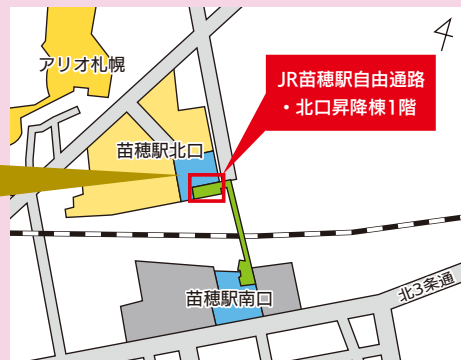 アリオ札幌
JR苗穂駅自由通路
・北口昇降棟1階
苗穂駅北口
北3条通
苗穂駅南口